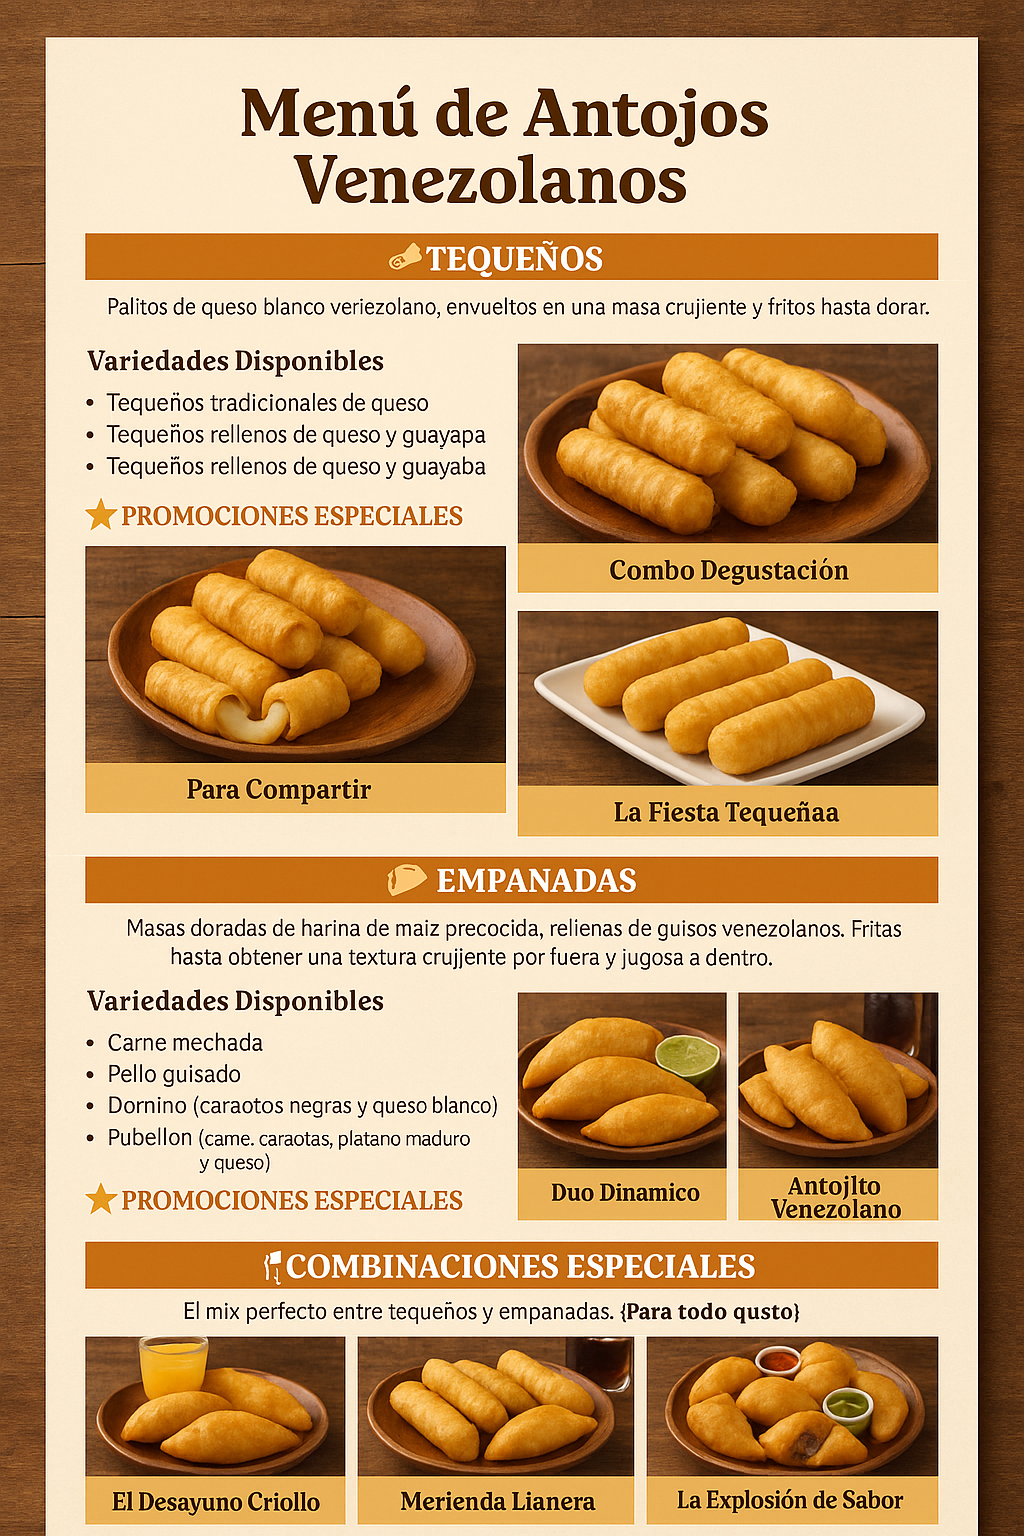 Menú de Antojos
Venezolanos
TEQUEÑOS
Palitos de queso blanco veriezolano, envueltos en una masa crujiente y fritos hasta dorar.
Variedades Disponibles
• Tequeños tradicionales de queso
• Tequeños rellenos de queso y guayapa
• Tequeños rellenos de queso y guayaba
PROMOCIONES ESPECIALES
Combo Degustación
Para Compartir
La Fiesta Tequeñaa
EMPANADAS
Masas doradas de harina de maiz precocida, relienas de guisos venezolanos. Fritas
hasta obtener una textura crujjente por fuera y jugosa a dentro.
Variedades Disponibles
• Carne mechada
• Pello guisado
• Dornino (caraotos negras y queso blanco)
• Pubellon (came. caraotas, platano maduro
y queso)
PROMOCIONES ESPECIALES
Duo Dinamico
Antojlto
Venezolano
COMBINACIONES ESPECIALES
El mix perfecto entre tequeños y empanadas. {Para todo qusto}
El Desayuno Criollo
Merienda Lianera
La Explosión de Sabor